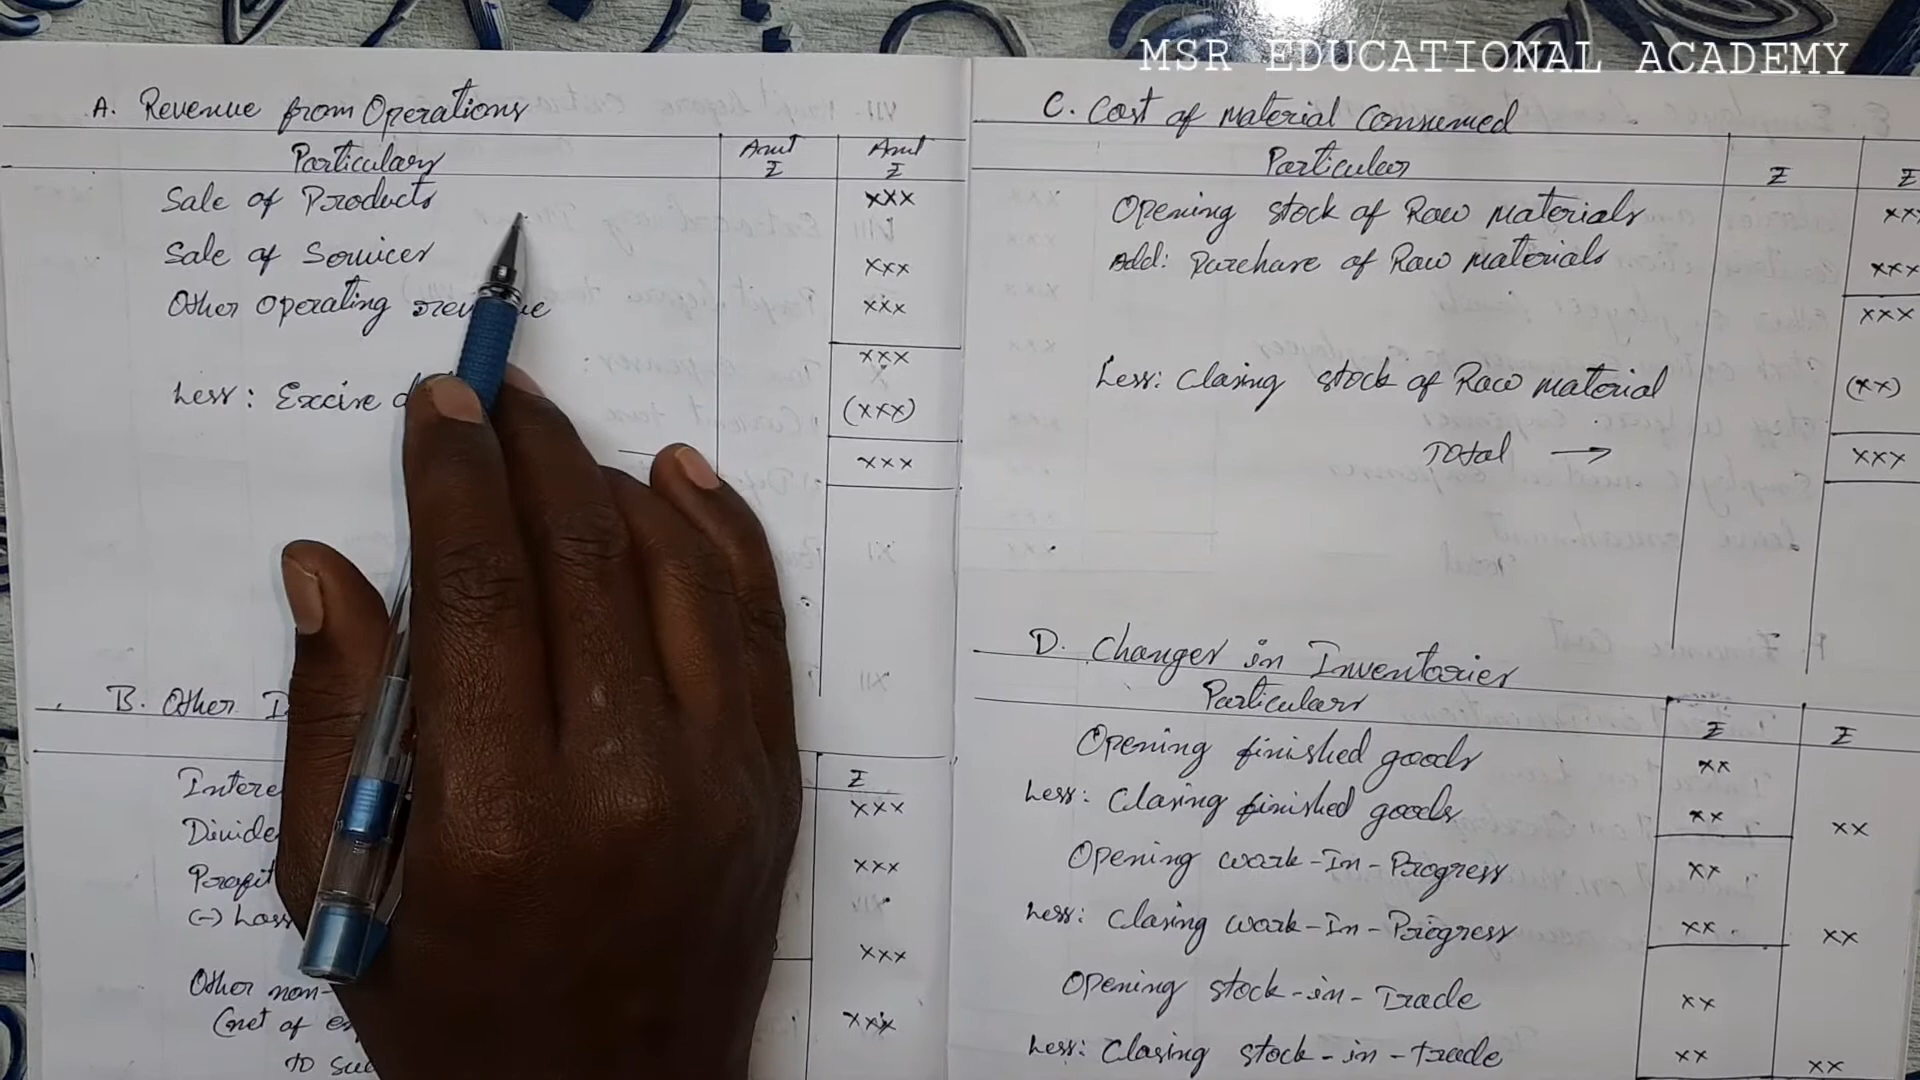 MSR EDUCATIONAL ACADEMY
A. Revenue from Operations
Particulars Amt ₹ Amt ₹
Sale of Products xxx
Sale of Services xxx
Other Operating revenue xxx
xxx
Less: Excise (xxx)
xxx
B. Other
₹
xxx
Profit xxx
(-) Loss
xxx
Other non-
(net of xxx
to
C. Cost of Material Consumed
Particular ₹ ₹
Opening stock of Raw Materials xxx
Add: Purchase of Raw Materials xxx
xxx
Less: Closing stock of Raw material (xx)
Total → xxx
D. Changes in Inventories
Particulars ₹ ₹
Opening finished goods xx
Less: Closing finished goods xx xx
Opening work-In-Progress xx
Less: Closing work-In-Progress xx xx
Opening stock-in-Trade xx
Less: Closing stock-in-trade xx xx